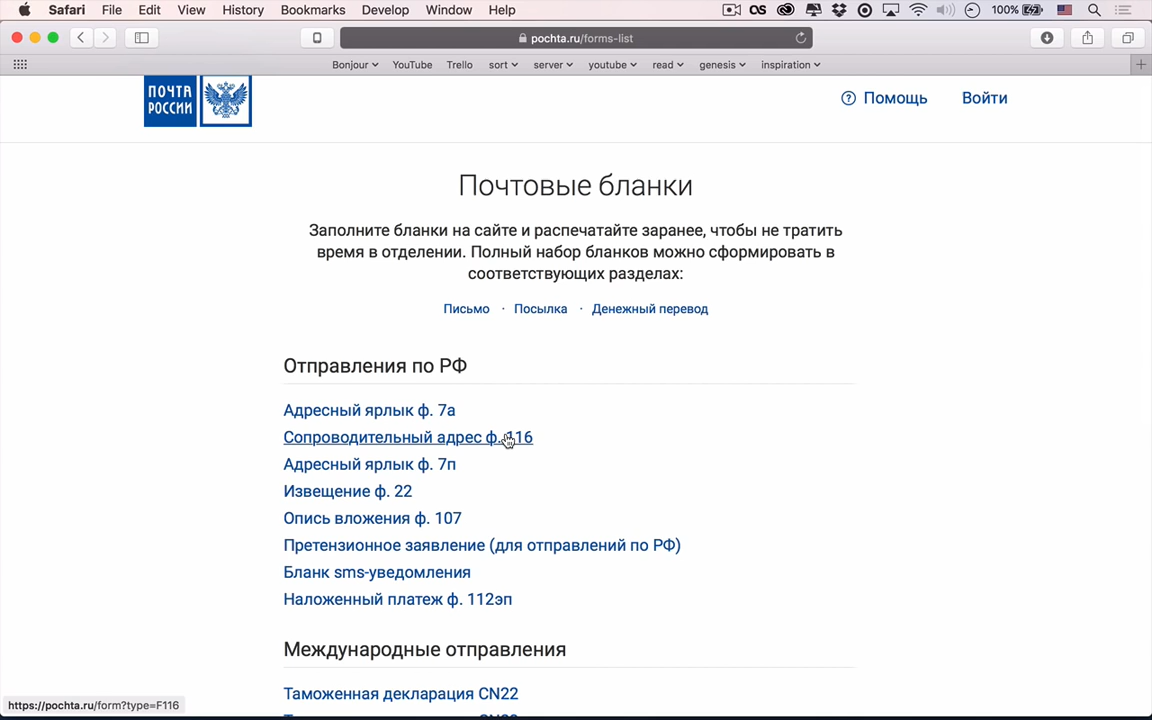 Safari File Edit View History Bookmarks Develop Window Help 100%
pochta.ru/forms-list
Bonjour YouTube Trello sort server youtube read genesis inspiration
ПОЧТА
РОССИИ
Помощь Войти
Почтовые бланки
Заполните бланки на сайте и распечатайте заранее, чтобы не тратить
время в отделении. Полный набор бланков можно сформировать в
соответствующих разделах:
Письмо · Посылка · Денежный перевод
Отправления по РФ
Адресный ярлык ф. 7а
Сопроводительный адрес ф. 116
Адресный ярлык ф. 7п
Извещение ф. 22
Опись вложения ф. 107
Претензионное заявление (для отправлений по РФ)
Бланк sms-уведомления
Наложенный платеж ф. 112эп
Международные отправления
Таможенная декларация CN22
https://pochta.ru/form?type=F116